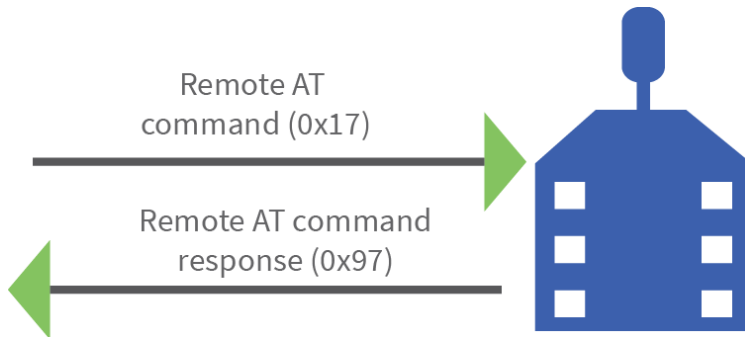 Remote AT
command (0x17)
Remote AT command
response (0x97)